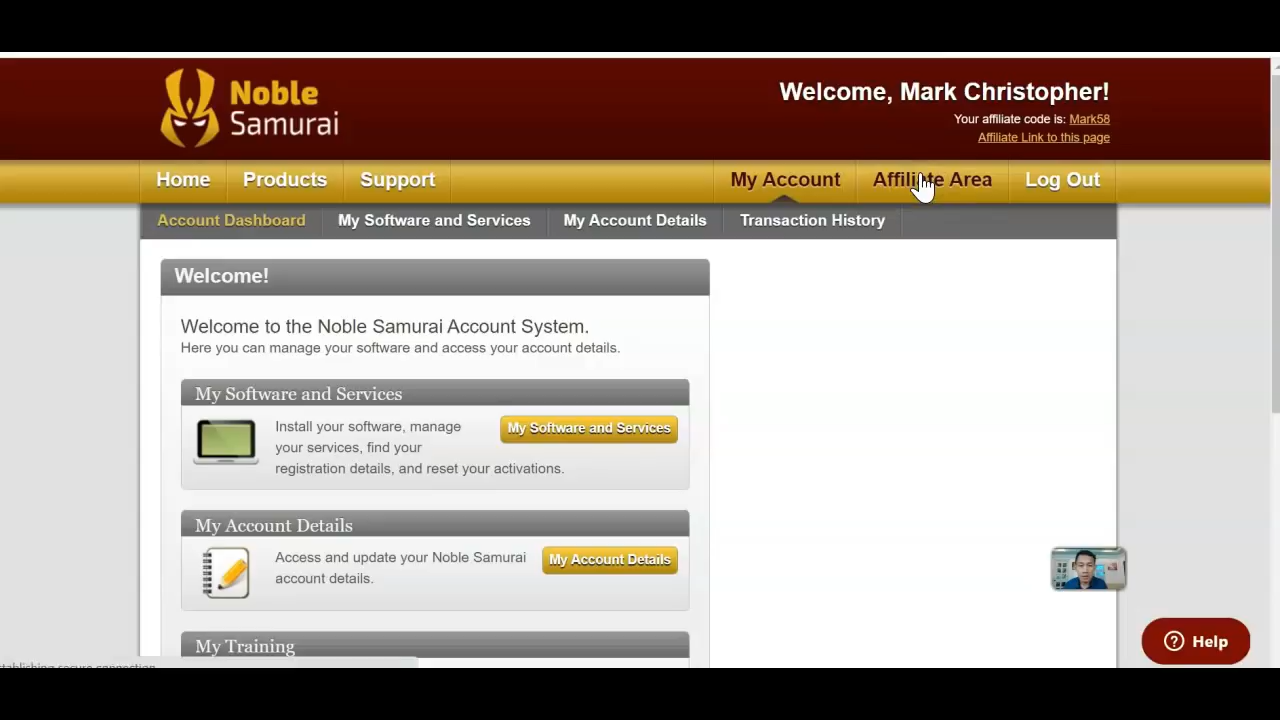 Noble
Samurai
Welcome, Mark Christopher!
Your affiliate code is: Mark58
Affiliate Link to this page
Home Products Support My Account Affiliate Area Log Out
Account Dashboard My Software and Services My Account Details Transaction History
Welcome!
Welcome to the Noble Samurai Account System.
Here you can manage your software and access your account details.
My Software and Services
Install your software, manage
your services, find your
registration details, and reset your activations.
My Software and Services
My Account Details
Access and update your Noble Samurai
account details.
My Account Details
My Training
Help